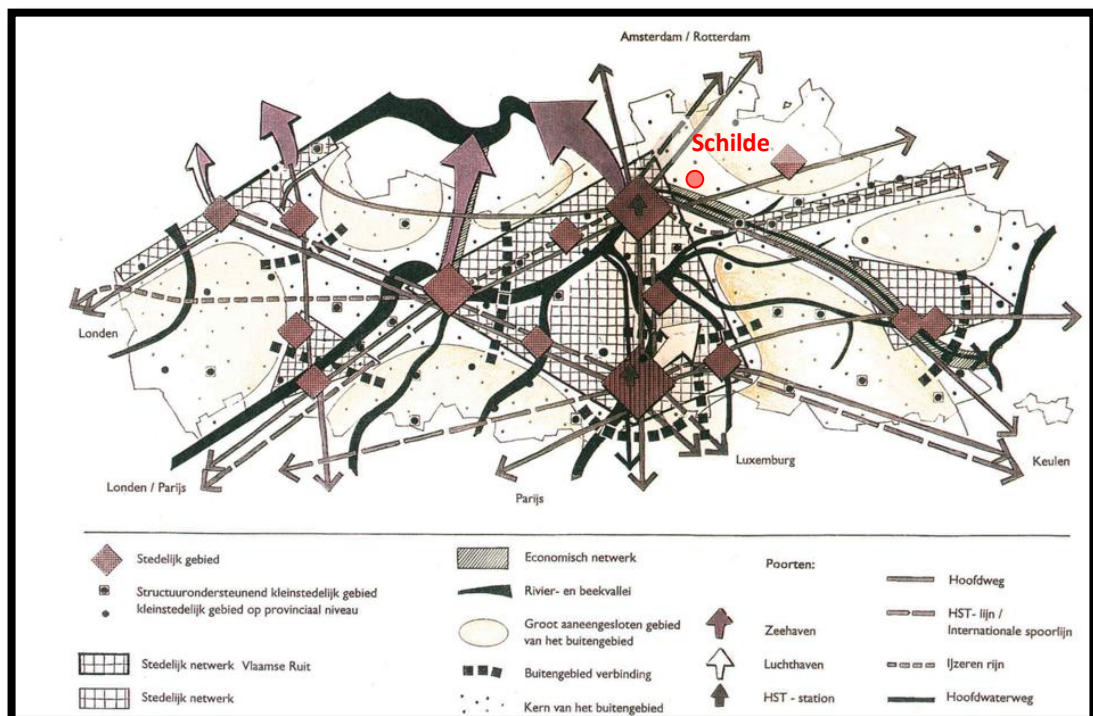 Amsterdam / Rotterdam
Schilde
Londen
Londen / Parijs
Parijs
Luxemburg
Keulen
Stedelijk gebied
Structuurondersteunend kleinstedelijk gebied
kleinstedelijk gebied op provinciaal niveau
Stedelijk netwerk Vlaamse Ruit
Stedelijk netwerk
Economisch netwerk
Rivier- en beekvallei
Groot aaneengesloten gebied
van het buitengebied
Buitengebied verbinding
Kern van het buitengebied
Poorten:
Zeehaven
Luchthaven
HST - station
Hoofdweg
HST- lijn /
Internationale spoorlijn
IJzeren rijn
Hoofdwaterweg